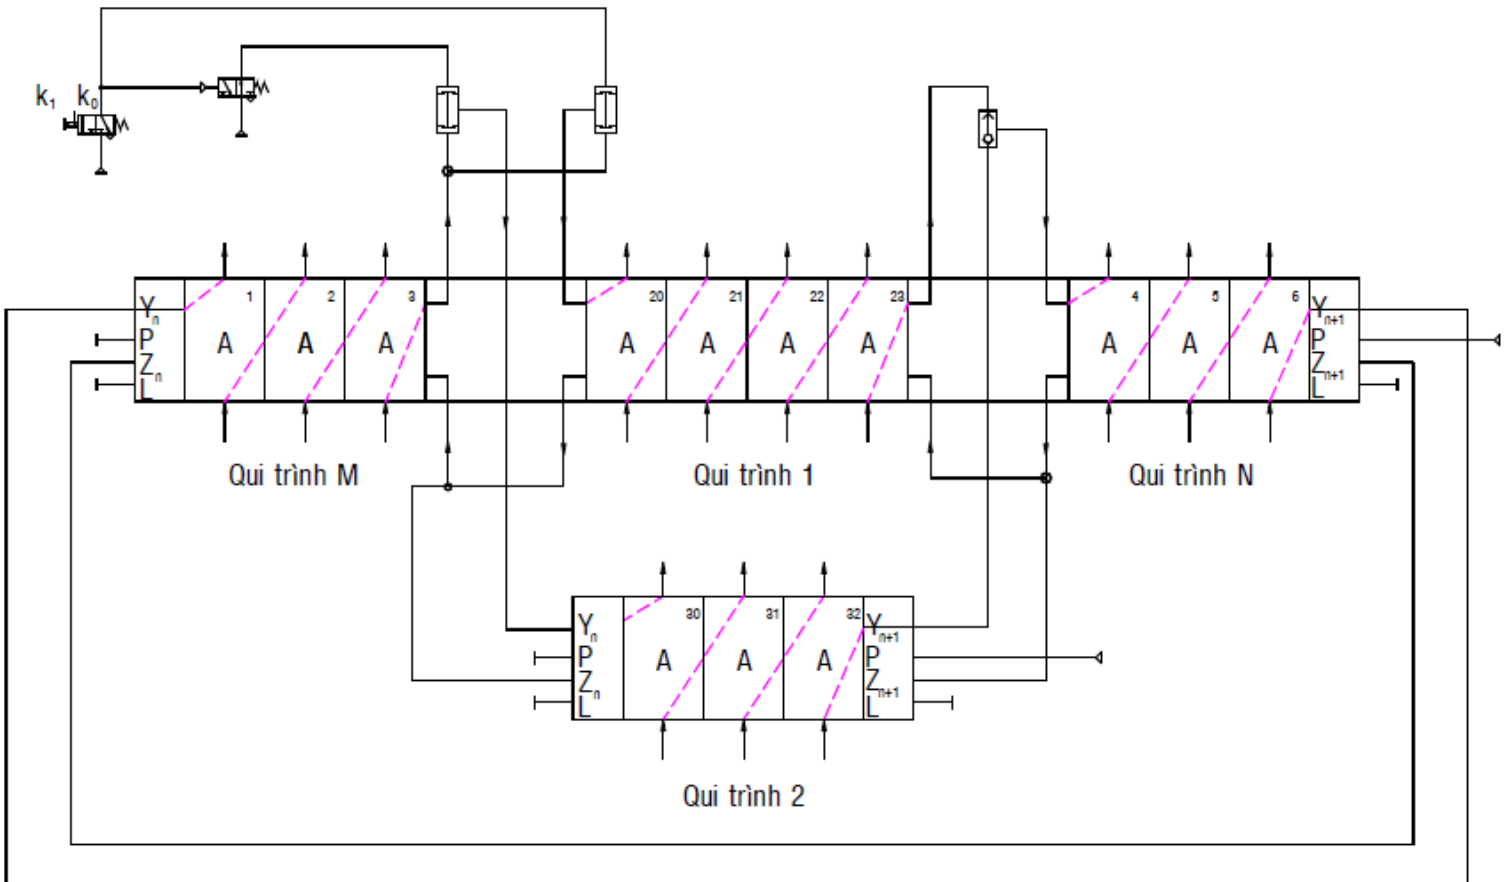 k₁ k₀
1 2 3 20 21 22 23 4 5 6
Yₙ Yₙ₊₁
P P
A A A A A A A A A A
Zₙ Zₙ₊₁
L L
Qui trình M Qui trình 1 Qui trình N
30 31 32
Yₙ Yₙ₊₁
P A A A P
Zₙ Zₙ₊₁
L L
Qui trình 2